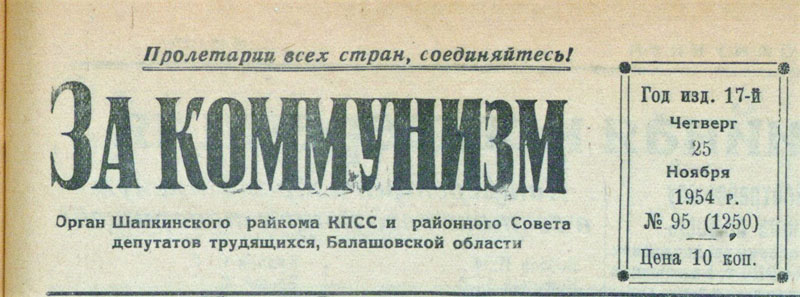 Пролетарии всех стран, соединяйтесь!
За коммунизм
Орган Шапкинского райкома КПСС и районного Совета
депутатов трудящихся, Балашовской области
Год изд. 17-й
Четверг
25
Ноября
1954 г.
№ 95 (1250)
Цена 10 коп.